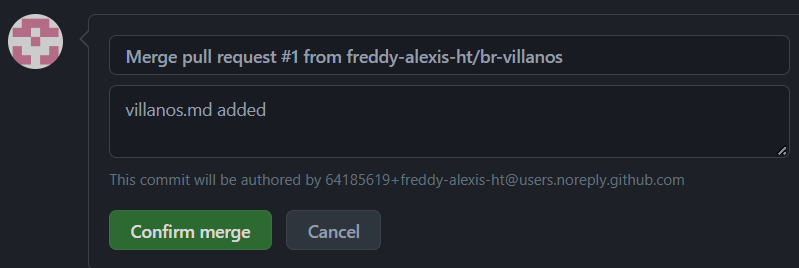 Merge pull request #1 from freddy-alexis-ht/br-villanos
villanos.md added
This commit will be authored by 64185619+freddy-alexis-ht@users.noreply.github.com
Confirm merge
Cancel